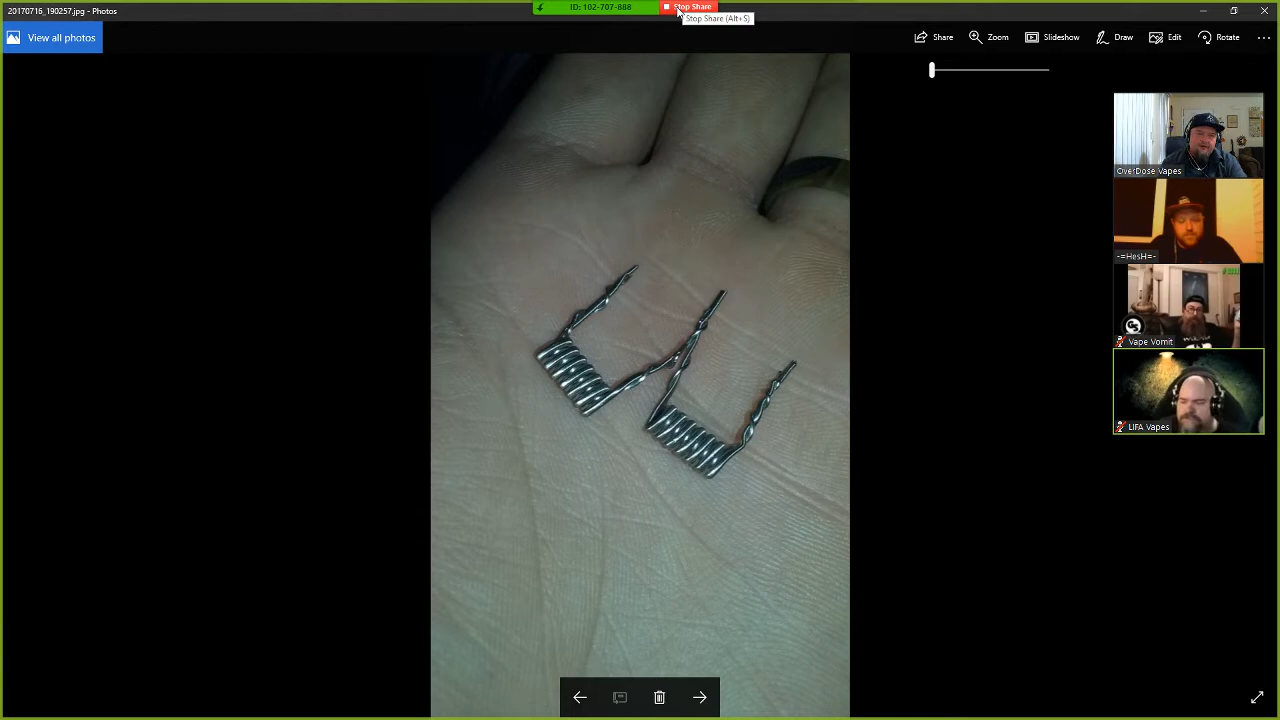 20170716_190257.jpg - Photos
ID: 102-707-888
Stop Share
Stop Share (Alt+S)
View all photos
Share
Zoom
Slideshow
Draw
Edit
Rotate
OverDose Vapes
-=HesH=-
Vape Vomit
LIFA Vapes